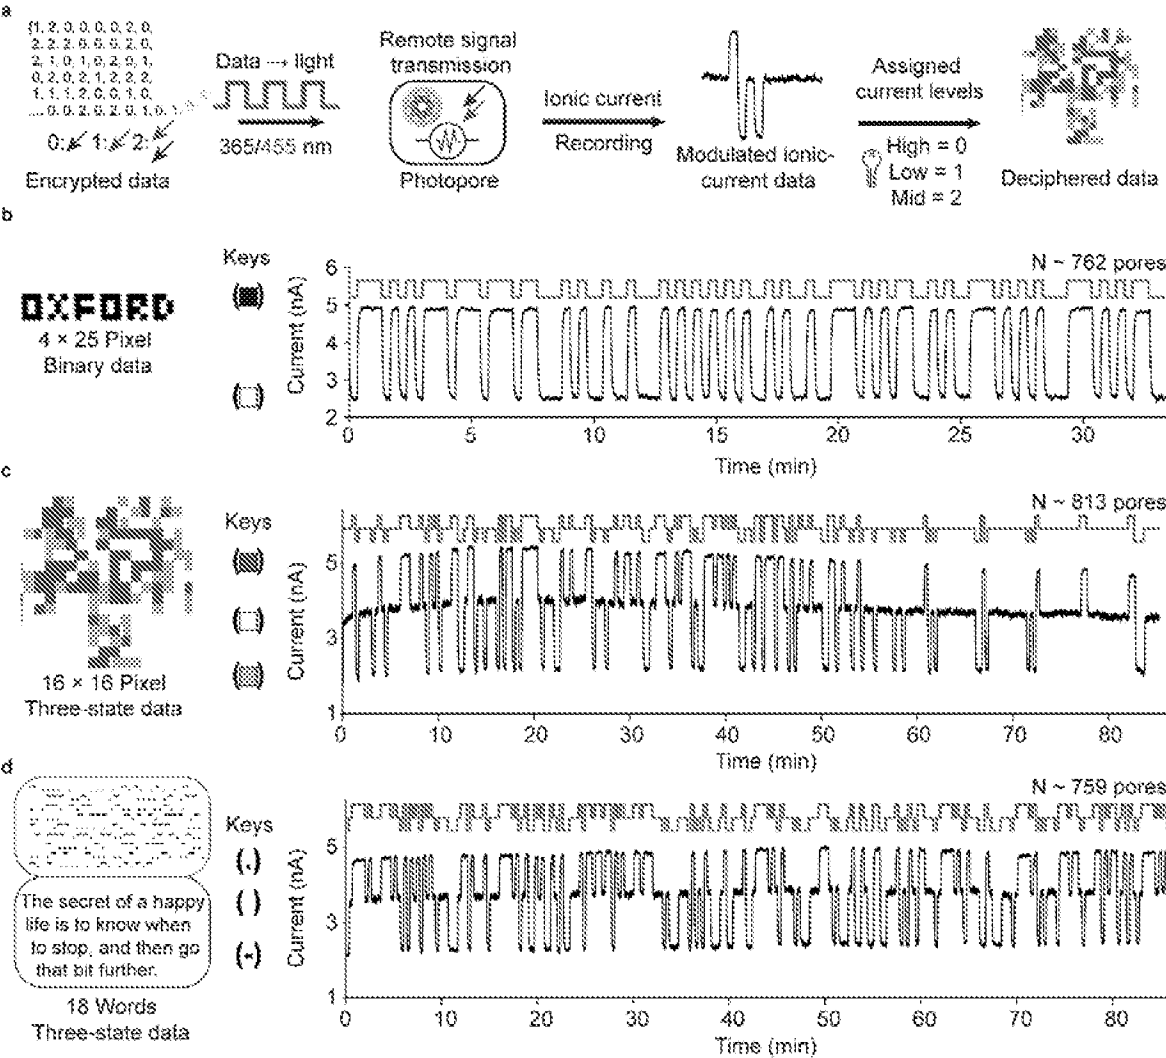 a
{1, 2, 0, 0, 0, 0, 2, 0,
2, 2, 2, 0, 0, 0, 2, 0,
2, 1, 0, 1, 0, 2, 0, 1,
0, 2, 0, 2, 1, 2, 2, 2,
1, 1, 1, 2, 0, 0, 1, 0,
... 0, 0, 2, 0, 2, 0, 1, 0, 1,
0: 1: 2:
Encrypted data
Data → light
365/455 nm
Remote signal
transmission
Photopore
Ionic current
Recording
Modulated ionic-
current data
Assigned
current levels
High = 0
Low = 1
Mid = 2
Deciphered data
b
OXFORD
4 × 25 Pixel
Binary data
Keys
N ~ 762 pores
Current (nA)
6
5
4
3
2
0 5 10 15 20 25 30
Time (min)
c
16 × 16 Pixel
Three-state data
Keys
N ~ 813 pores
Current (nA)
5
3
1
0 10 20 30 40 50 60 70 80
Time (min)
d
The secret of a happy
life is to know when
to stop, and then go
that bit further.
18 Words
Three-state data
Keys
(.)
( )
(-)
N ~ 759 pores
Current (nA)
5
3
1
0 10 20 30 40 50 60 70 80
Time (min)